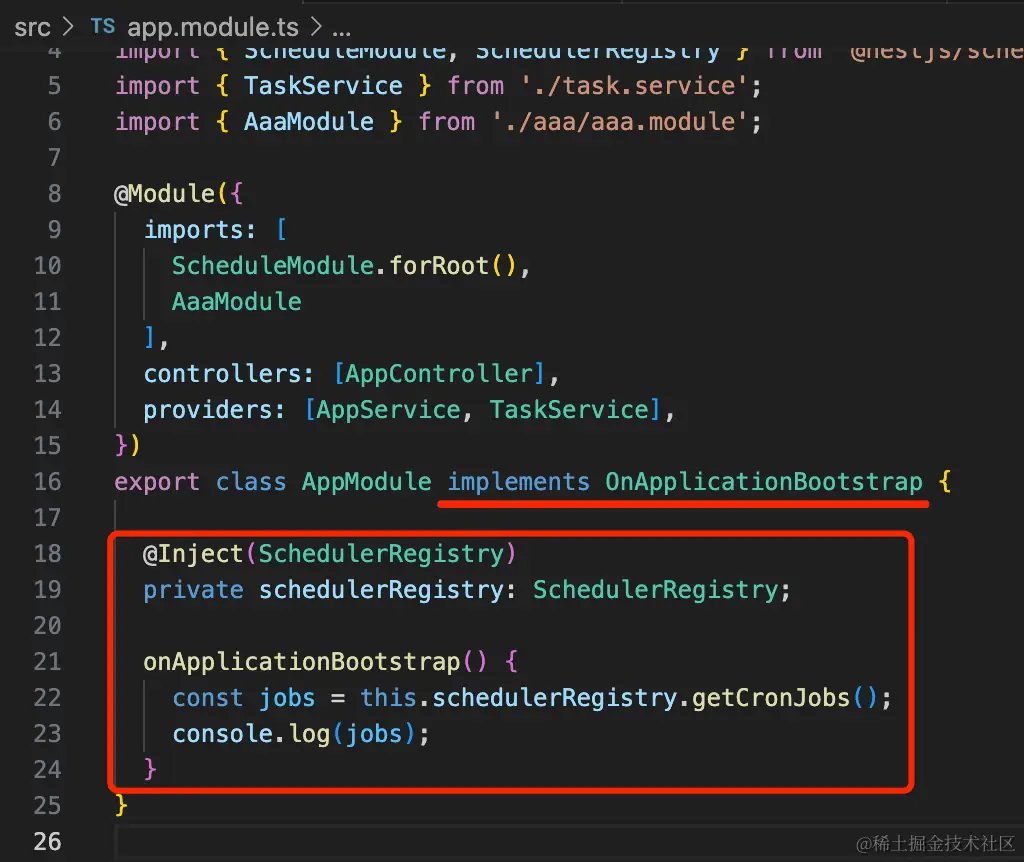 src > TS app.module.ts > ...
4 import { ScheduleModule, SchedulerRegistry } from '@nestjs/sche
5 import { TaskService } from './task.service';
6 import { AaaModule } from './aaa/aaa.module';
7
8 @Module({
9 imports: [
10 ScheduleModule.forRoot(),
11 AaaModule
12 ],
13 controllers: [AppController],
14 providers: [AppService, TaskService],
15 })
16 export class AppModule implements OnApplicationBootstrap {
17
18 @Inject(SchedulerRegistry)
19 private schedulerRegistry: SchedulerRegistry;
20
21 onApplicationBootstrap() {
22 const jobs = this.schedulerRegistry.getCronJobs();
23 console.log(jobs);
24 }
25 }
26
@稀土掘金技术社区